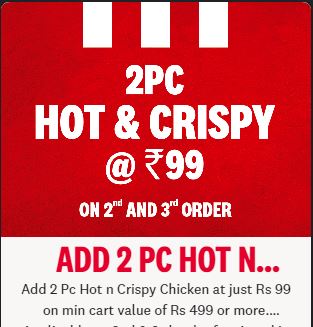 2PC
HOT & CRISPY
@ ₹99
ON 2nd AND 3rd ORDER
ADD 2 PC HOT N...
Add 2 Pc Hot n Crispy Chicken at just Rs 99
on min cart value of Rs 499 or more....